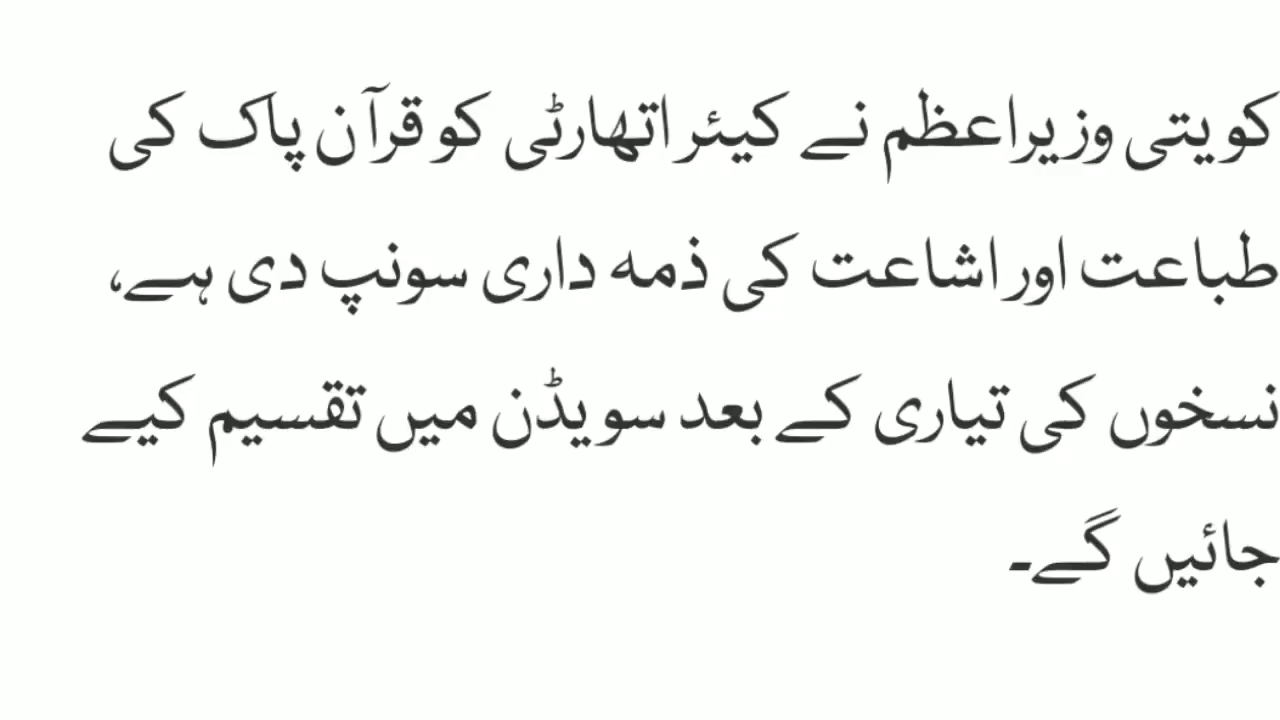 کویتی وزیراعظم نے کیئر اتھارٹی کو قرآن پاک کی
طباعت اور اشاعت کی ذمہ داری سونپ دی ہے،
نسخوں کی تیاری کے بعد سویڈن میں تقسیم کیے
جائیں گے۔